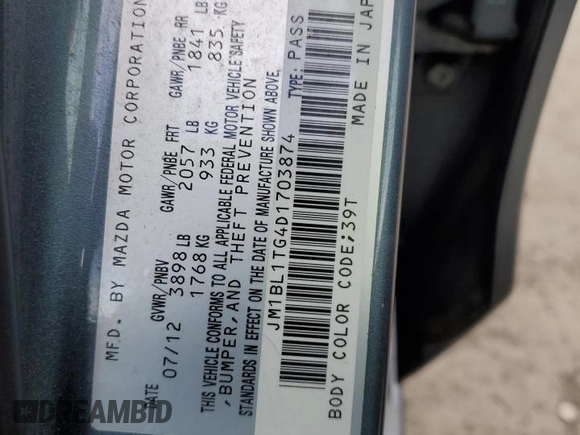 MFD. BY MAZDA MOTOR CORPORATION
DATE GVWR/PNBV GAWR/PNBE FRT GAWR/PNBE RR
07/12 3898 LB 2057 LB 1841 LB
1768 KG 933 KG 835 KG
THIS VEHICLE CONFORMS TO ALL APPLICABLE FEDERAL MOTOR VEHICLE SAFETY
, BUMPER, AND THEFT PREVENTION
STANDARDS IN EFFECT ON THE DATE OF MANUFACTURE SHOWN ABOVE.
JM1BL1TG4D1703874 TYPE: PASS
BODY COLOR CODE;39T MADE IN JAP
DREAMBID